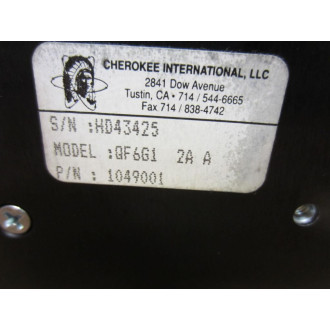 CHEROKEE INTERNATIONAL, LLC
2841 Dow Avenue
Tustin, CA • 714 / 544-6665
Fax 714 / 838-4742
S/N :HD43425
MODEL :QF6G1 2A A
P/N : 1049001